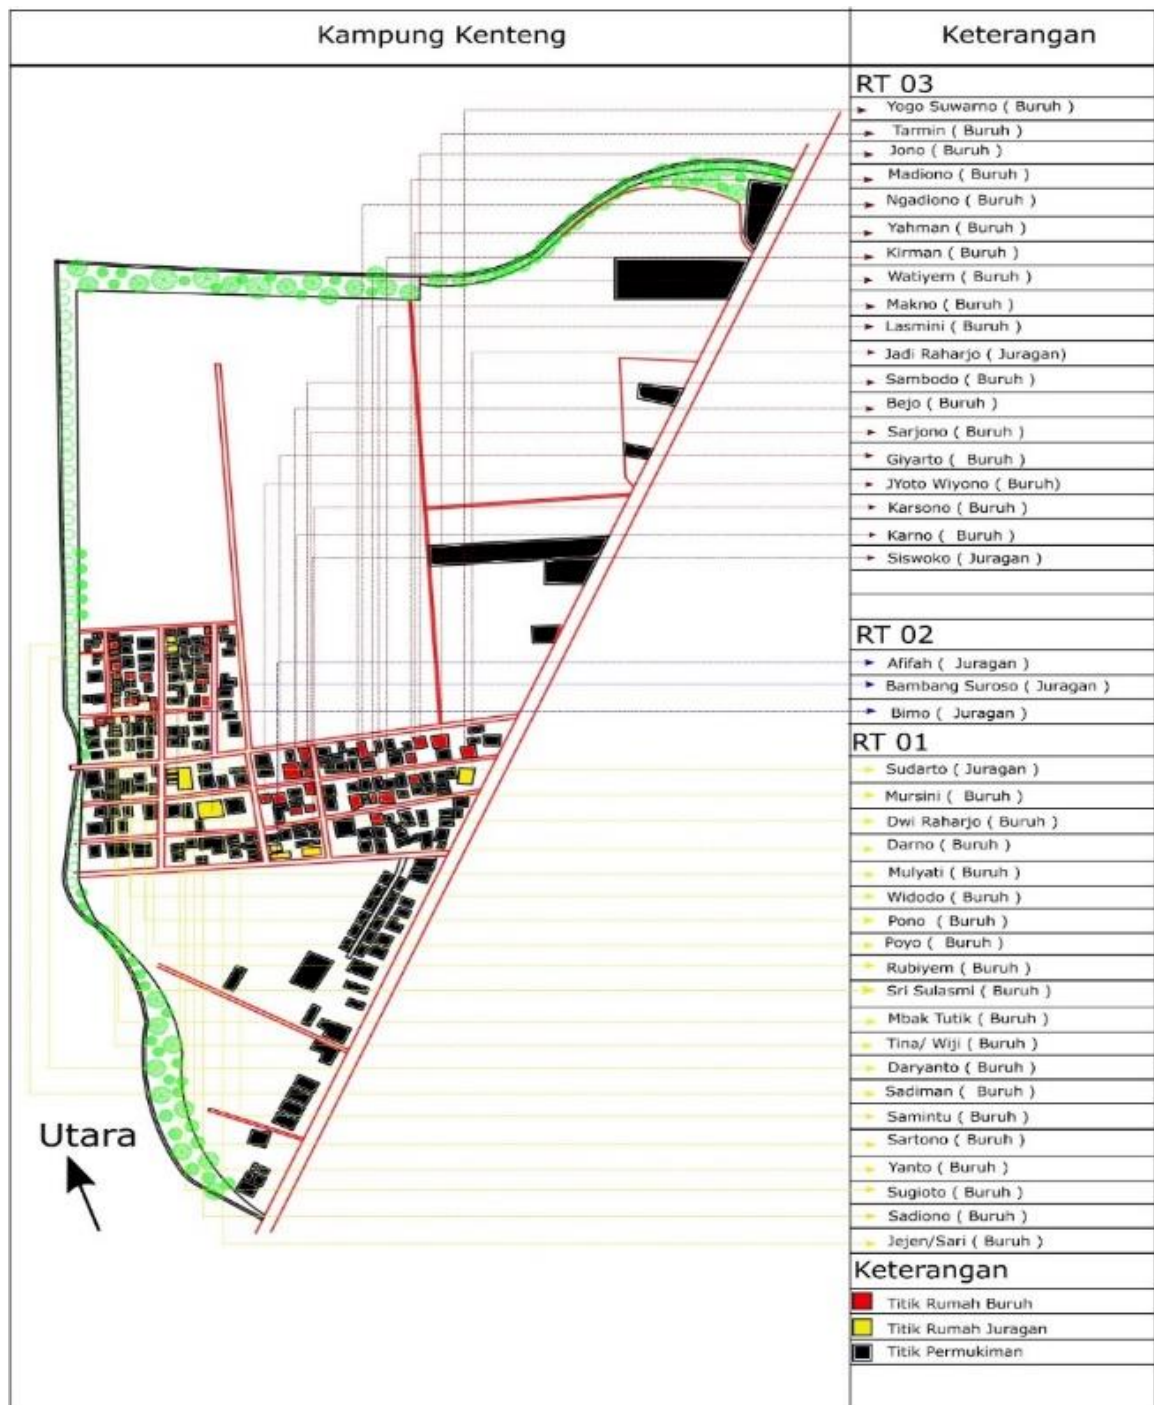 Kampung Kenteng
Keterangan
RT 03
Yogo Suwarno ( Buruh )
Tarmin ( Buruh )
Jono ( Buruh )
Madiono ( Buruh )
Ngadiono ( Buruh )
Yahman ( Buruh )
Kirman ( Buruh )
Watiyem ( Buruh )
Makno ( Buruh )
Lasmini ( Buruh )
Jadi Raharjo ( Juragan)
Sambodo ( Buruh )
Bejo ( Buruh )
Sarjono ( Buruh )
Giyarto ( Buruh )
JYoto Wiyono ( Buruh)
Karsono ( Buruh )
Karno ( Buruh )
Siswoko ( Juragan )
RT 02
Afifah ( Juragan )
Bambang Suroso ( Juragan )
Bimo ( Juragan )
RT 01
Sudarto ( Juragan )
Mursini ( Buruh )
Dwi Raharjo ( Buruh )
Darno ( Buruh )
Mulyati ( Buruh )
Widodo ( Buruh )
Pono ( Buruh )
Poyo ( Buruh )
Rubiyem ( Buruh )
Sri Sulasmi ( Buruh )
Mbak Tutik ( Buruh )
Tina/ Wiji ( Buruh )
Daryanto ( Buruh )
Sadiman ( Buruh )
Samintu ( Buruh )
Sartono ( Buruh )
Yanto ( Buruh )
Sugioto ( Buruh )
Sadiono ( Buruh )
Jejen/Sari ( Buruh )
Utara
Keterangan
Titik Rumah Buruh
Titik Rumah Juragan
Titik Permukiman